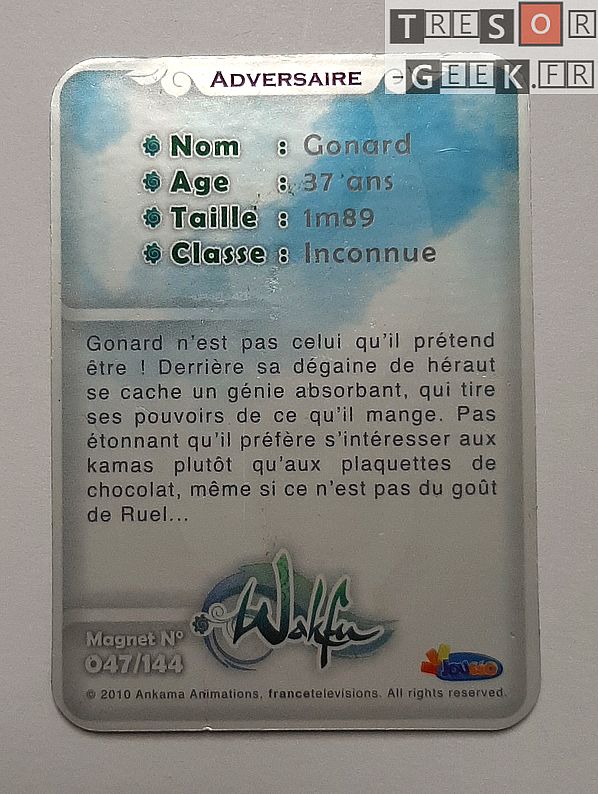 TRESOR
GEEK.FR
ADVERSAIRE
Nom : Gonard
Age : 37 ans
Taille : 1m89
Classe : Inconnue
Gonard n'est pas celui qu'il prétend
être ! Derrière sa dégaine de héraut
se cache un génie absorbant, qui tire
ses pouvoirs de ce qu'il mange. Pas
étonnant qu'il préfère s'intéresser aux
kamas plutôt qu'aux plaquettes de
chocolat, même si ce n'est pas du goût
de Ruel...
Wakfu
Magnet N°
047/144
© 2010 Ankama Animations, francetelevisions. All rights reserved.